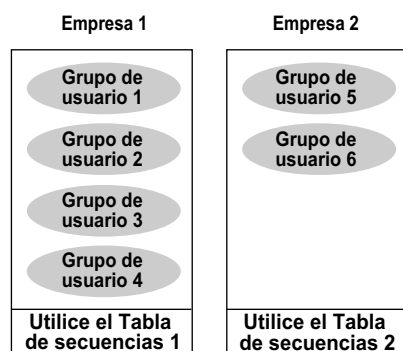 Empresa 1
Grupo de
usuario 1
Grupo de
usuario 2
Grupo de
usuario 3
Grupo de
usuario 4
Utilice el Tabla
de secuencias 1
Empresa 2
Grupo de
usuario 5
Grupo de
usuario 6
Utilice el Tabla
de secuencias 2